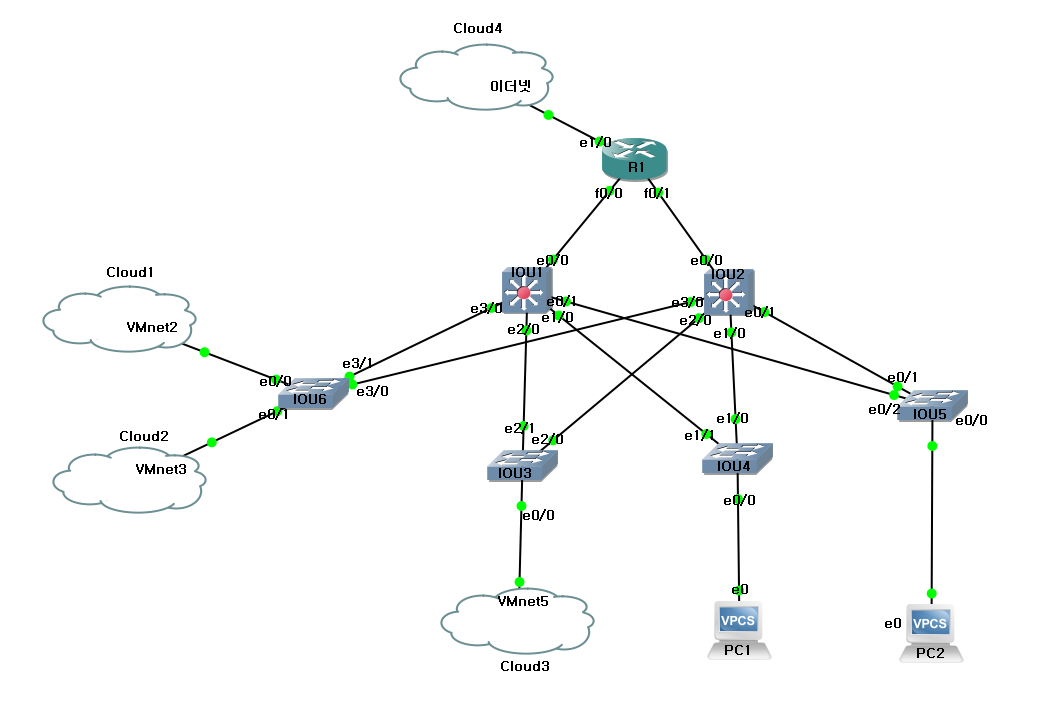 Cloud4
이더넷
e1/0
R1
f0/0
f0/1
e0/0
e0/0
IOU1
IOU2
Cloud1
VMnet2
e3/0
e0/1
e1/0
e2/0
e3/0
e2/0
e0/1
e1/0
e3/1
e0/0
e3/0
IOU6
e0/1
e0/1
e0/2
IOU5
e0/0
Cloud2
VMnet3
e2/1
e2/0
IOU3
e1/0
e1/1
IOU4
e0/0
e0/0
e0
VMnet5
Cloud3
VPCS
PC1
e0
VPCS
PC2